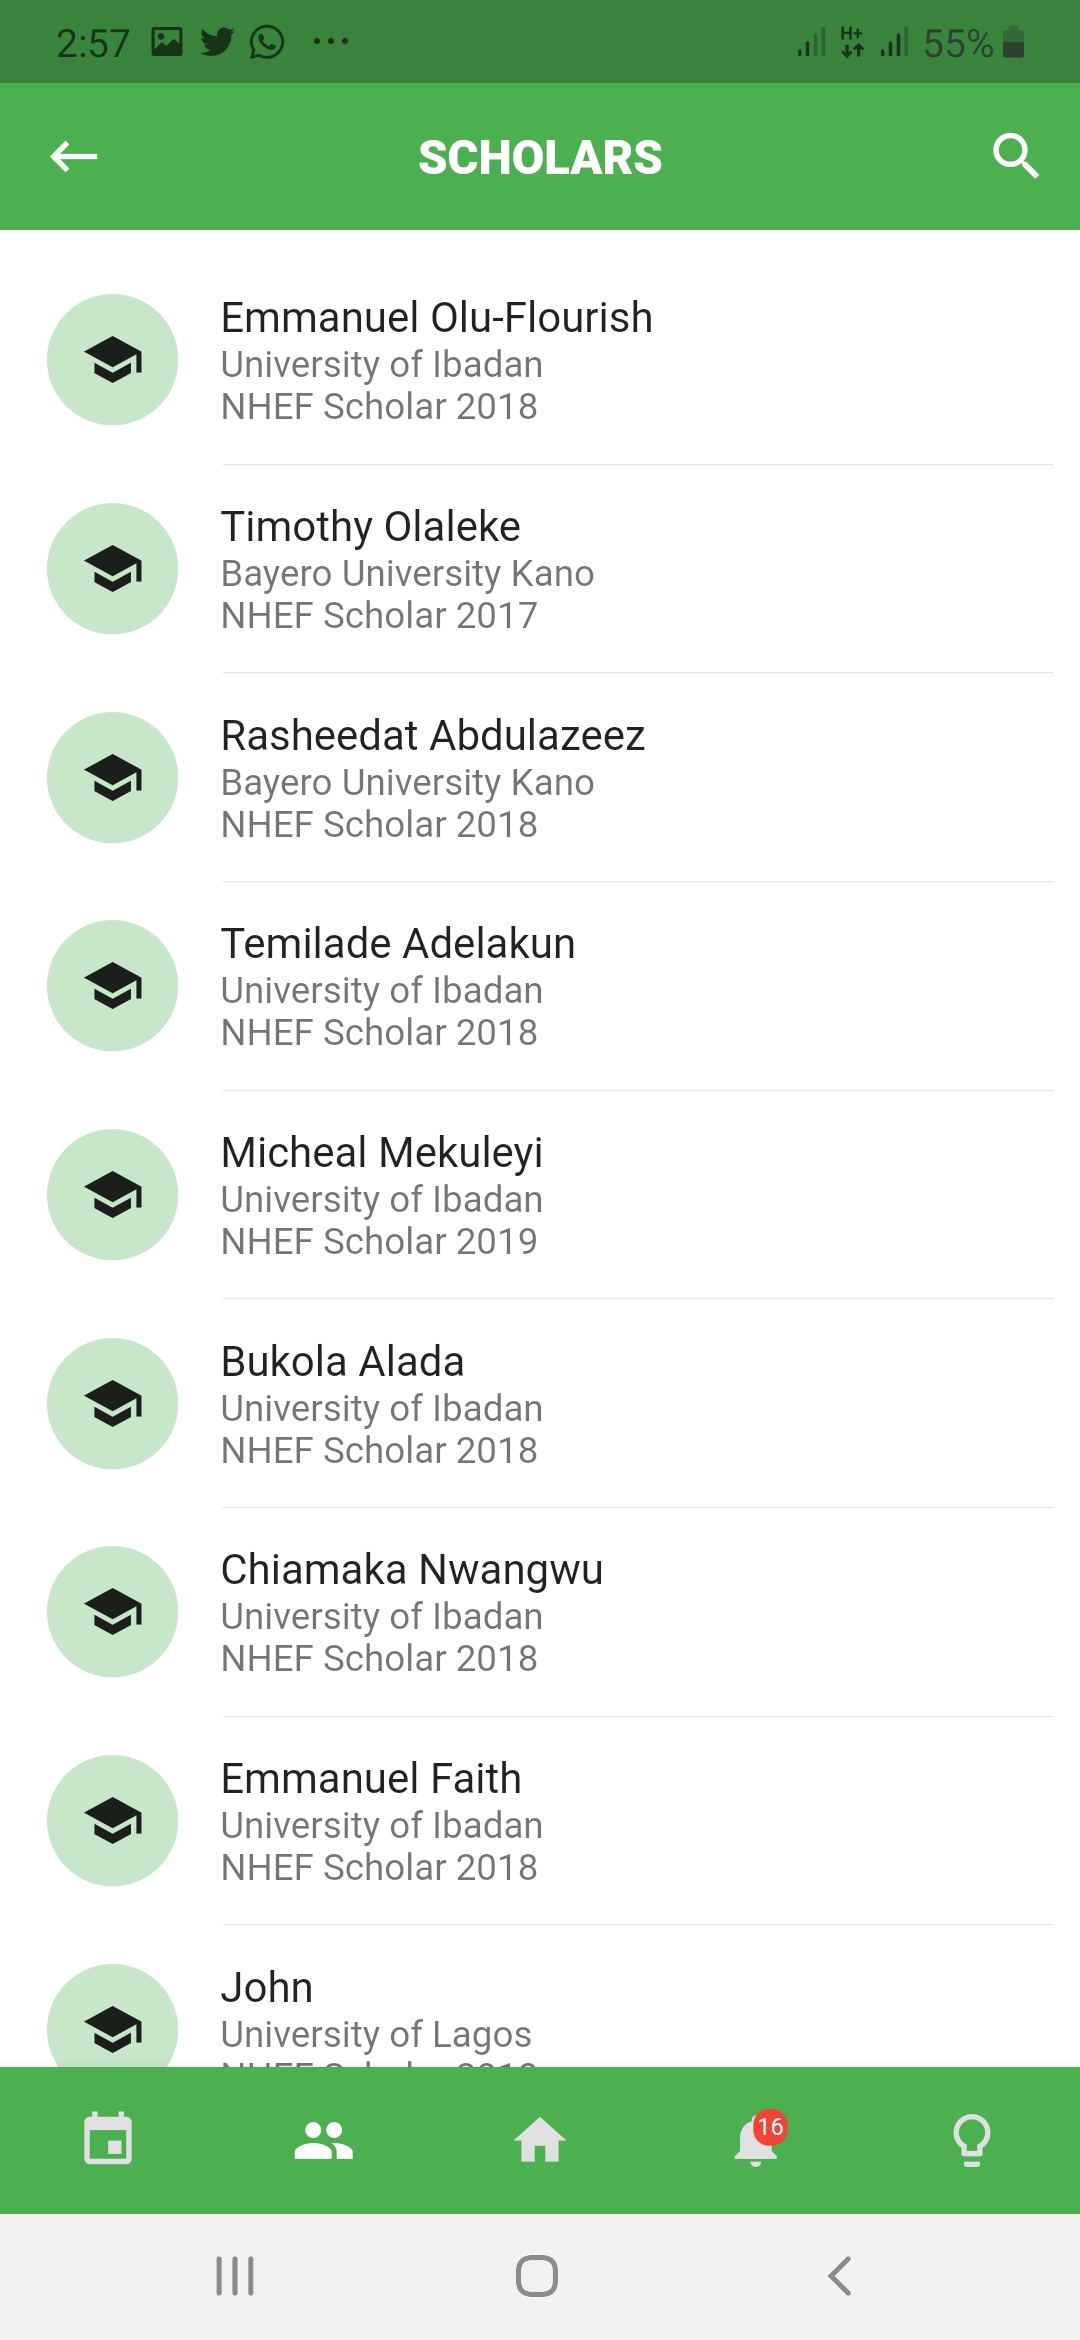 2:57 H+ 55%
SCHOLARS
Emmanuel Olu-Flourish
University of Ibadan
NHEF Scholar 2018
Timothy Olaleke
Bayero University Kano
NHEF Scholar 2017
Rasheedat Abdulazeez
Bayero University Kano
NHEF Scholar 2018
Temilade Adelakun
University of Ibadan
NHEF Scholar 2018
Micheal Mekuleyi
University of Ibadan
NHEF Scholar 2019
Bukola Alada
University of Ibadan
NHEF Scholar 2018
Chiamaka Nwangwu
University of Ibadan
NHEF Scholar 2018
Emmanuel Faith
University of Ibadan
NHEF Scholar 2018
John
University of Lagos
NHEF Scholar
16